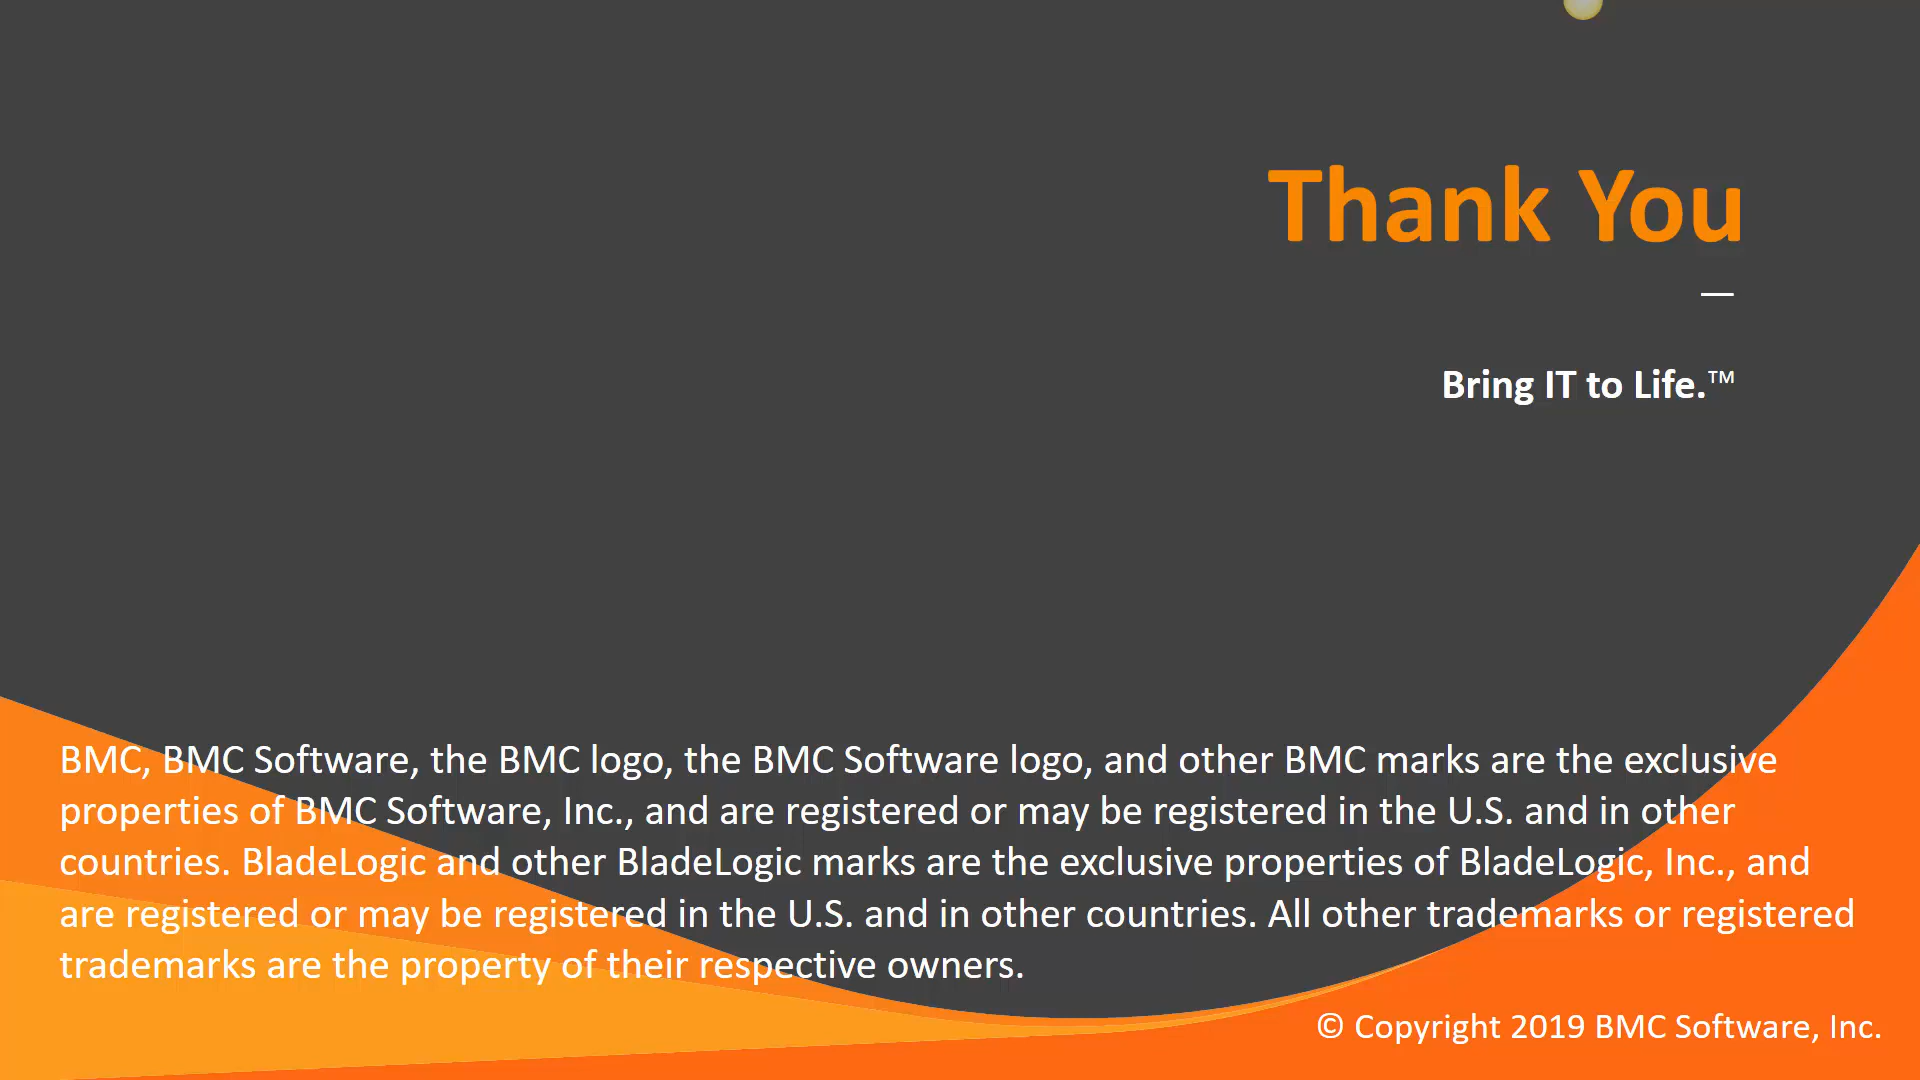 Thank You
Bring IT to Life.™
BMC, BMC Software, the BMC logo, the BMC Software logo, and other BMC marks are the exclusive
properties of BMC Software, Inc., and are registered or may be registered in the U.S. and in other
countries. BladeLogic and other BladeLogic marks are the exclusive properties of BladeLogic, Inc., and
are registered or may be registered in the U.S. and in other countries. All other trademarks or registered
trademarks are the property of their respective owners.
© Copyright 2019 BMC Software, Inc.